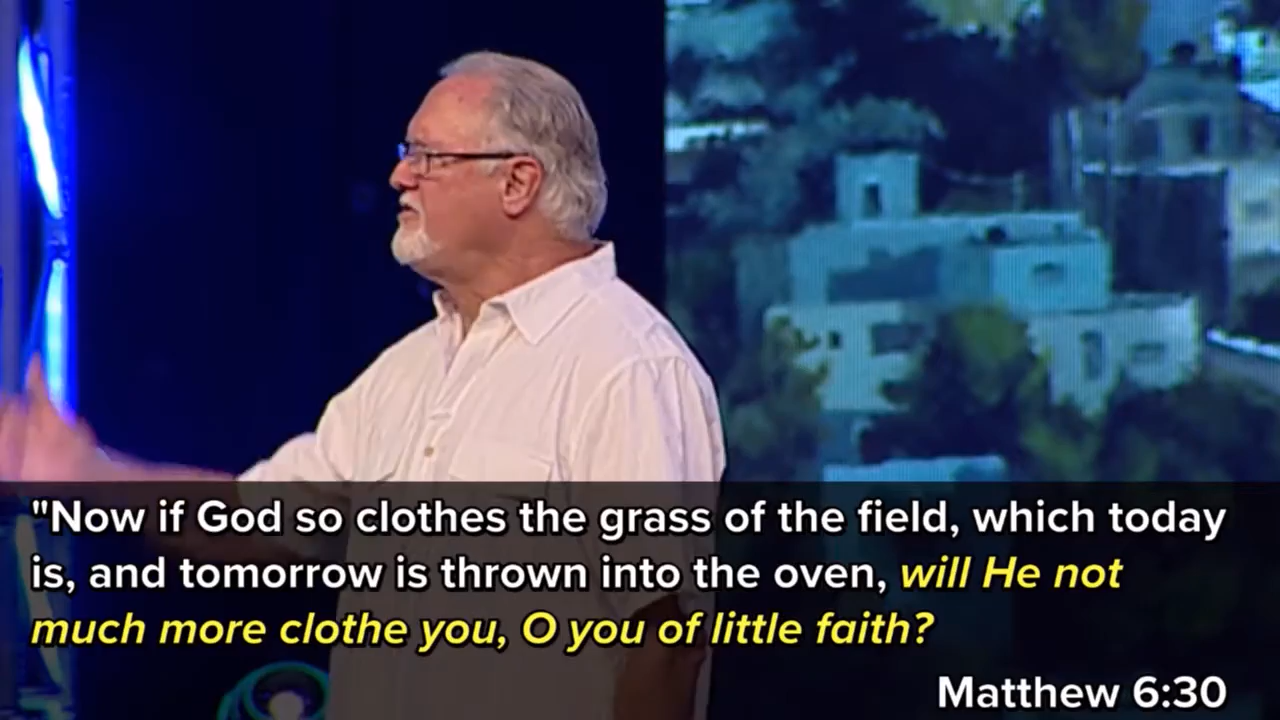 "Now if God so clothes the grass of the field, which today
is, and tomorrow is thrown into the oven, will He not
much more clothe you, O you of little faith?
Matthew 6:30